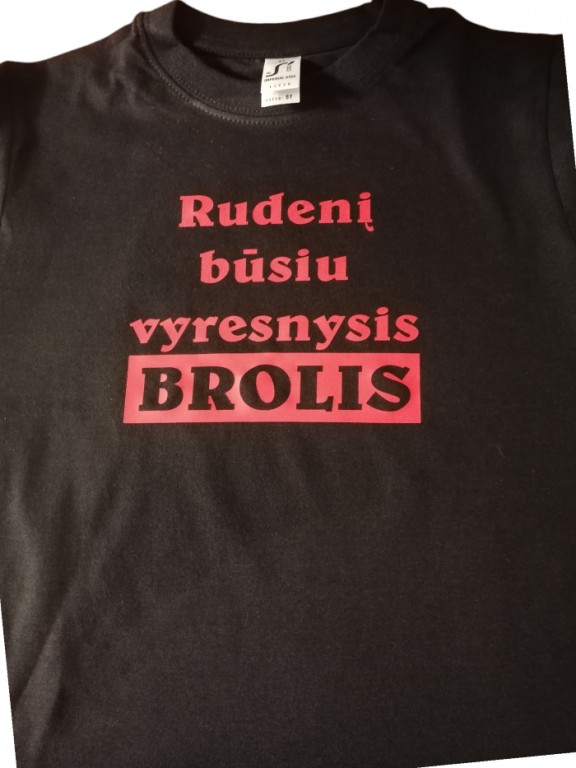 Rudenį
būsiu
vyresnysis
BROLIS